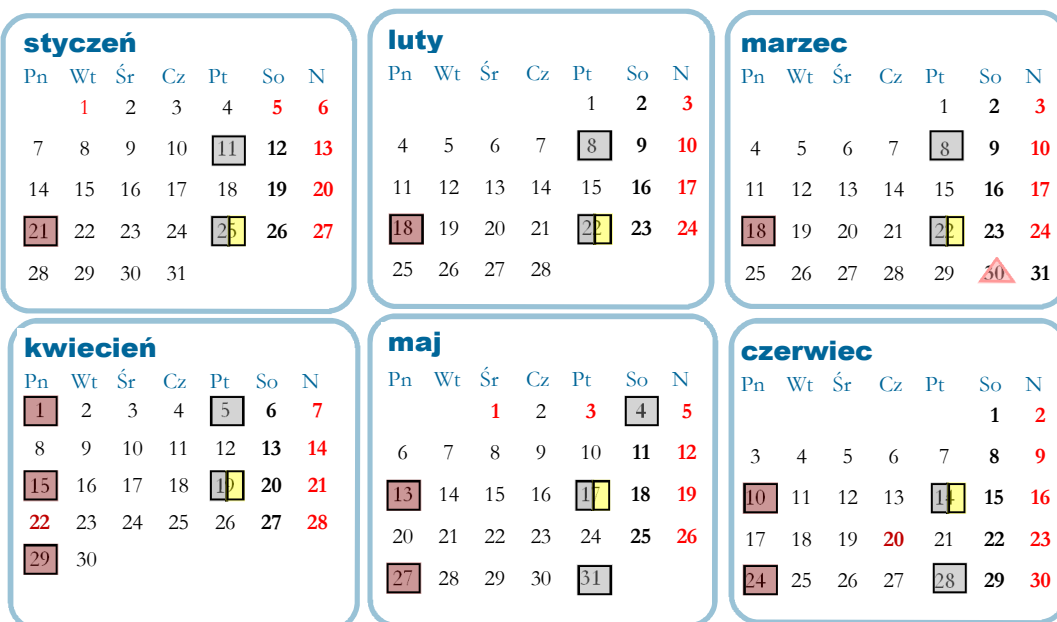 styczeń
Pn Wt Śr Cz Pt So N
1 2 3 4 5 6
7 8 9 10 11 12 13
14 15 16 17 18 19 20
21 22 23 24 25 26 27
28 29 30 31
luty
Pn Wt Śr Cz Pt So N
1 2 3
4 5 6 7 8 9 10
11 12 13 14 15 16 17
18 19 20 21 22 23 24
25 26 27 28
marzec
Pn Wt Śr Cz Pt So N
1 2 3
4 5 6 7 8 9 10
11 12 13 14 15 16 17
18 19 20 21 22 23 24
25 26 27 28 29 30 31
kwiecień
Pn Wt Śr Cz Pt So N
1 2 3 4 5 6 7
8 9 10 11 12 13 14
15 16 17 18 19 20 21
22 23 24 25 26 27 28
29 30
maj
Pn Wt Śr Cz Pt So N
1 2 3 4 5
6 7 8 9 10 11 12
13 14 15 16 17 18 19
20 21 22 23 24 25 26
27 28 29 30 31
czerwiec
Pn Wt Śr Cz Pt So N
1 2
3 4 5 6 7 8 9
10 11 12 13 14 15 16
17 18 19 20 21 22 23
24 25 26 27 28 29 30